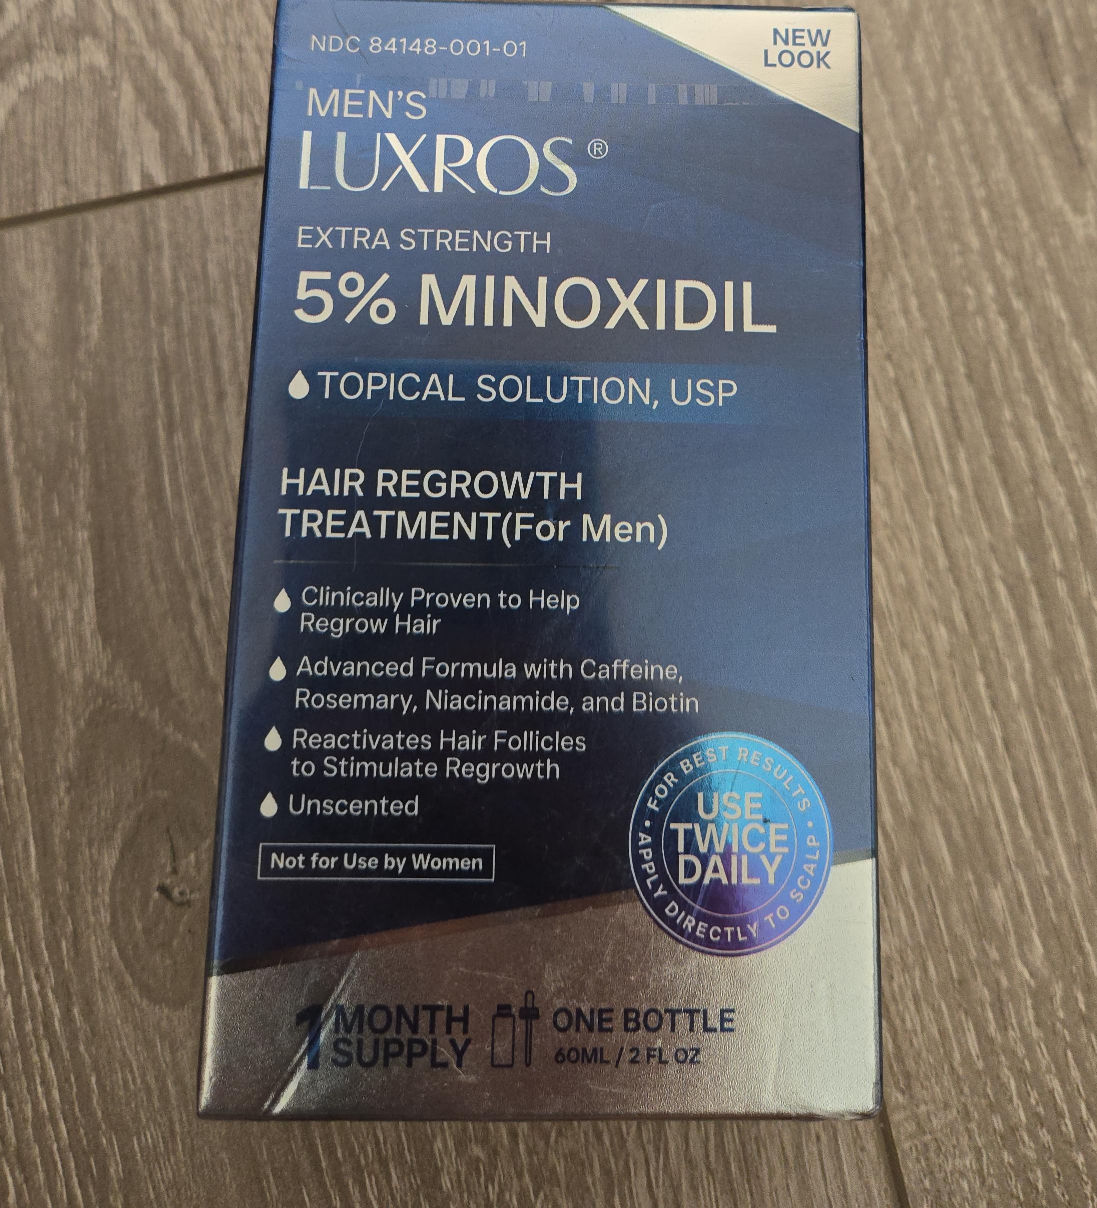 NDC 84148-001-01
NEW
LOOK
MEN'S
LUXROS®
EXTRA STRENGTH
5% MINOXIDIL
TOPICAL SOLUTION, USP
HAIR REGROWTH
TREATMENT(For Men)
Clinically Proven to Help
Regrow Hair
Advanced Formula with Caffeine,
Rosemary, Niacinamide, and Biotin
Reactivates Hair Follicles
to Stimulate Regrowth
Unscented
Not for Use by Women
• FOR BEST RESULTS •
USE
TWICE
DAILY
APPLY DIRECTLY TO SCALP
1 MONTH
SUPPLY
ONE BOTTLE
60ML / 2 FL OZ